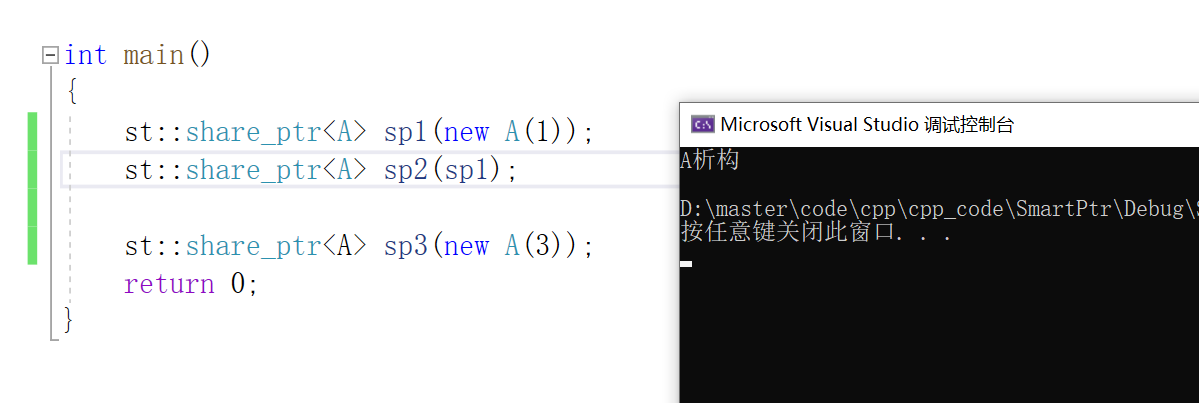 int main()
{
st::share_ptr<A> sp1(new A(1));
st::share_ptr<A> sp2(sp1);
st::share_ptr<A> sp3(new A(3));
return 0;
}
Microsoft Visual Studio 调试控制台
A析构
D:\master\code\cpp\cpp_code\SmartPtr\Debug\
按任意键关闭此窗口. . .